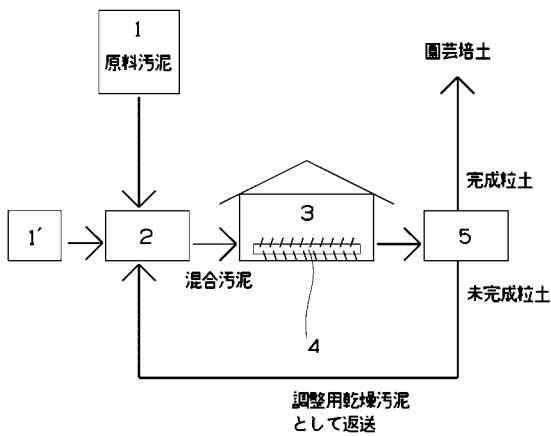 1
原料汚泥
圓芸培土
完成粒土
1´
2
3
5
混合汚泥
未完成粒土
4
調整用乾燥汚泥
として返送